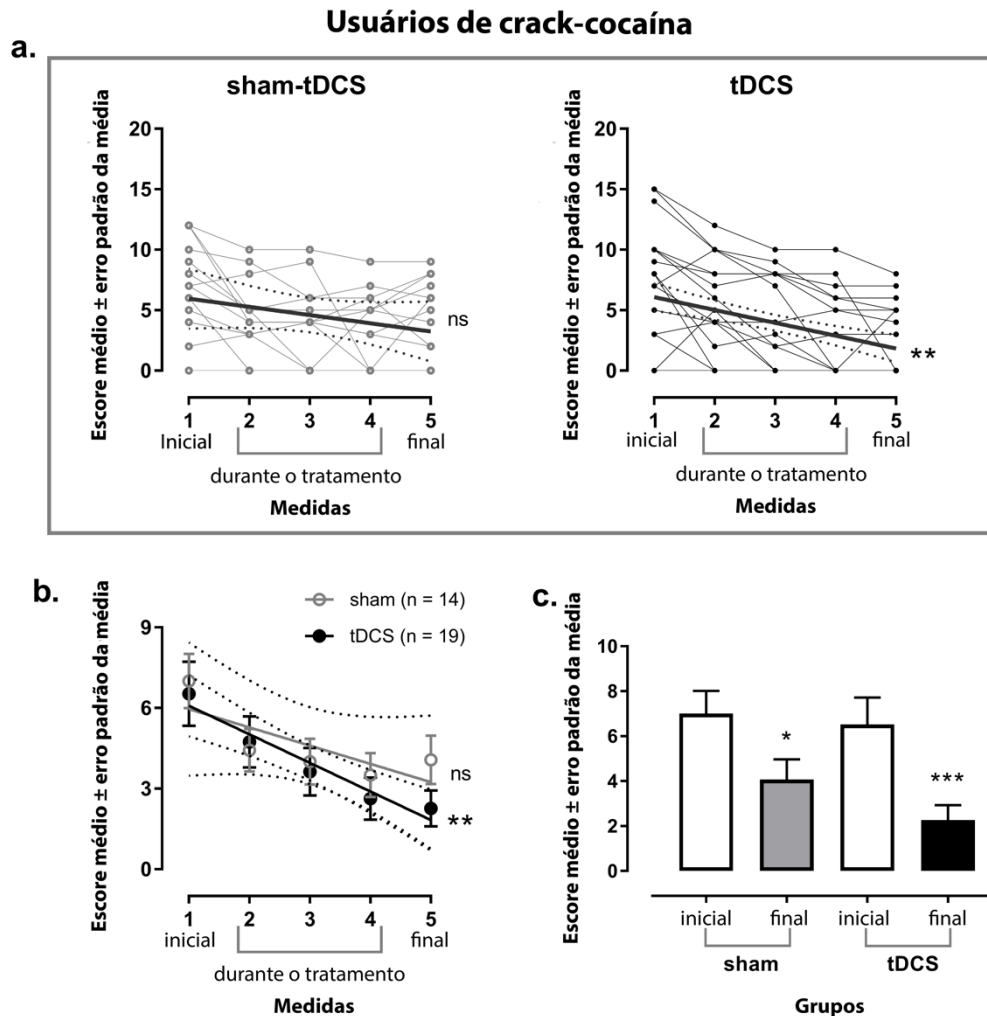 Usuários de crack-cocaína
a.
sham-tDCS
Escore médio ± erro padrão da média
20
15
10
5
0
ns
1 2 3 4 5
Inicial final
durante o tratamento
Medidas
tDCS
Escore médio ± erro padrão da média
20
15
10
5
0
**
1 2 3 4 5
inicial final
durante o tratamento
Medidas
b.
sham (n = 14)
tDCS (n = 19)
Escore médio ± erro padrão da média
9
6
3
0
ns
**
1 2 3 4 5
inicial final
durante o tratamento
Medidas
c.
Escore médio ± erro padrão da média
8
6
4
2
0
*
***
inicial final inicial final
sham tDCS
Grupos